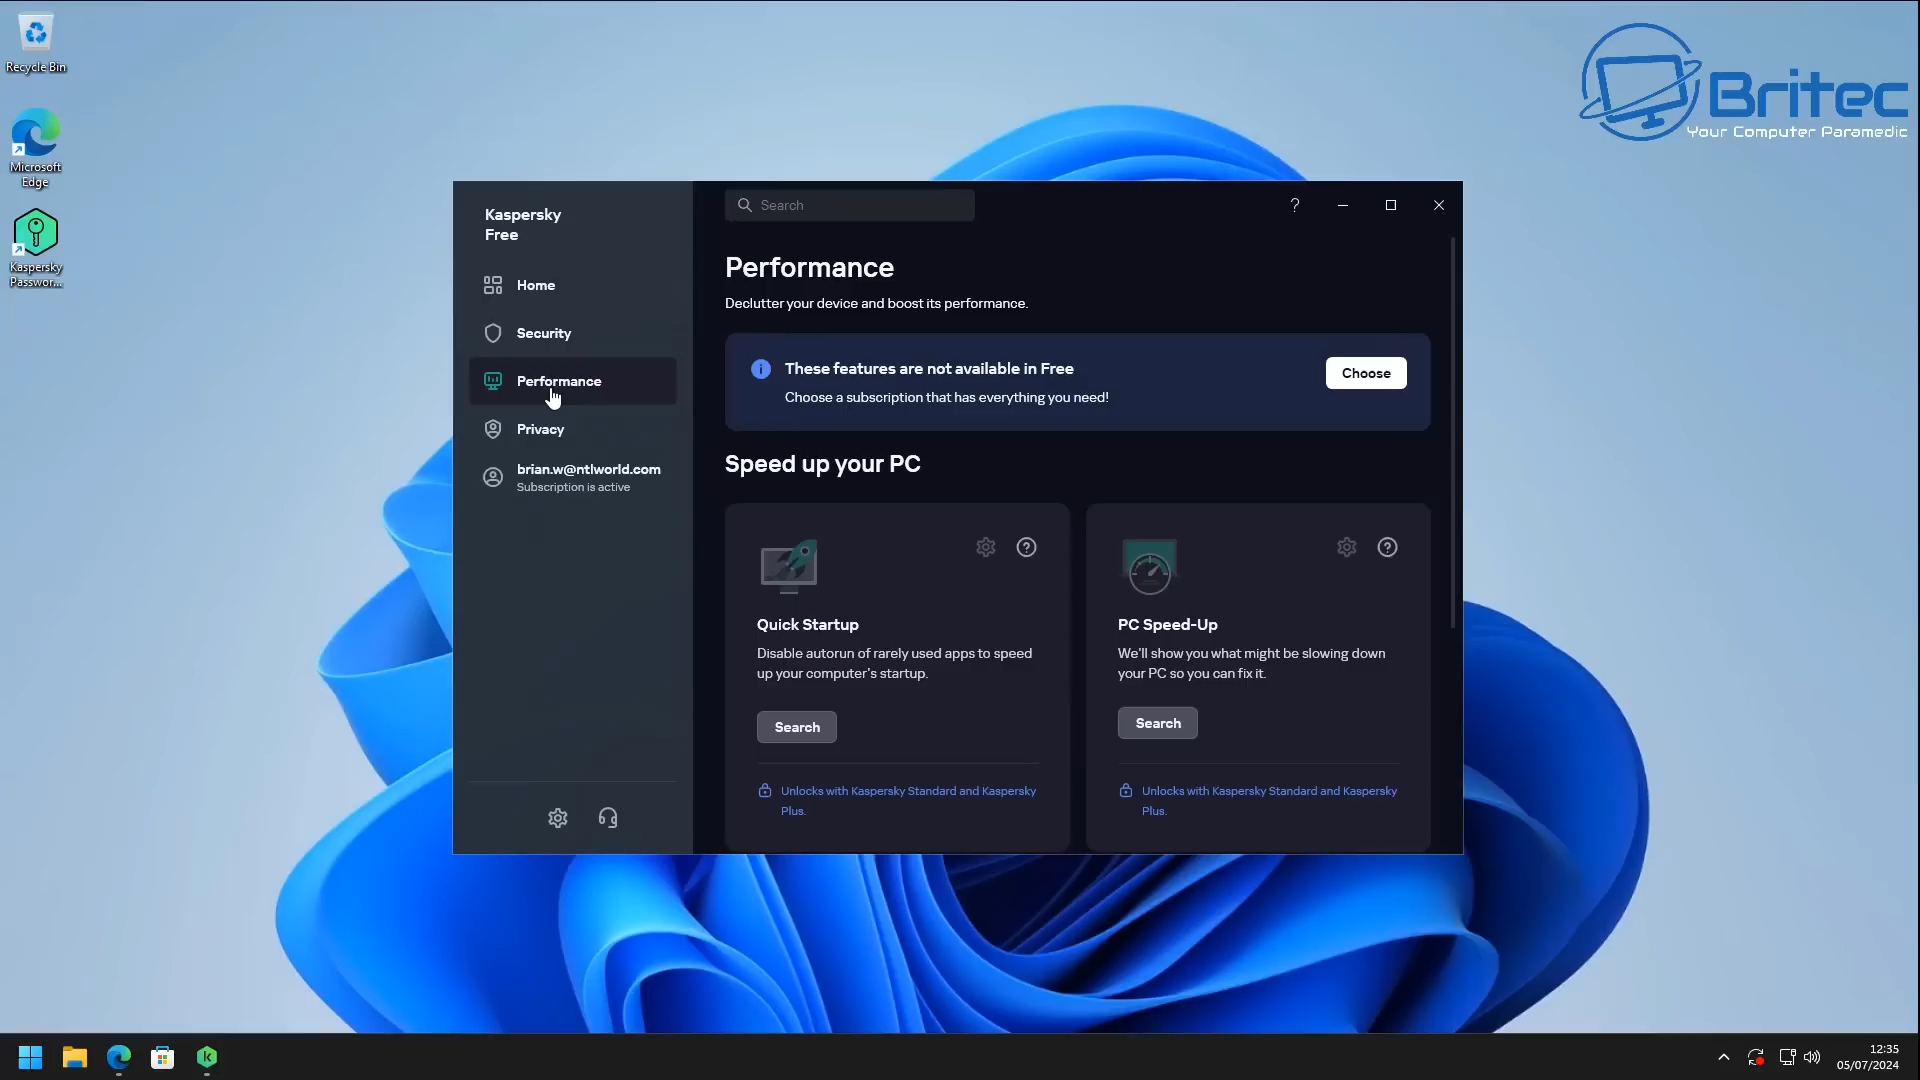 Recycle Bin
Microsoft
Edge
Kaspersky
Passwor...
Britec
Your Computer Paramedic
Kaspersky
Free
Home
Security
Performance
Privacy
brian.w@ntlworld.com
Subscription is active
Search
?
Performance
Declutter your device and boost its performance.
These features are not available in Free
Choose a subscription that has everything you need!
Choose
Speed up your PC
Quick Startup
Disable autorun of rarely used apps to speed
up your computer's startup.
Search
Unlocks with Kaspersky Standard and Kaspersky
Plus.
PC Speed-Up
We'll show you what might be slowing down
your PC so you can fix it.
Search
Unlocks with Kaspersky Standard and Kaspersky
Plus.
12:35
05/07/2024